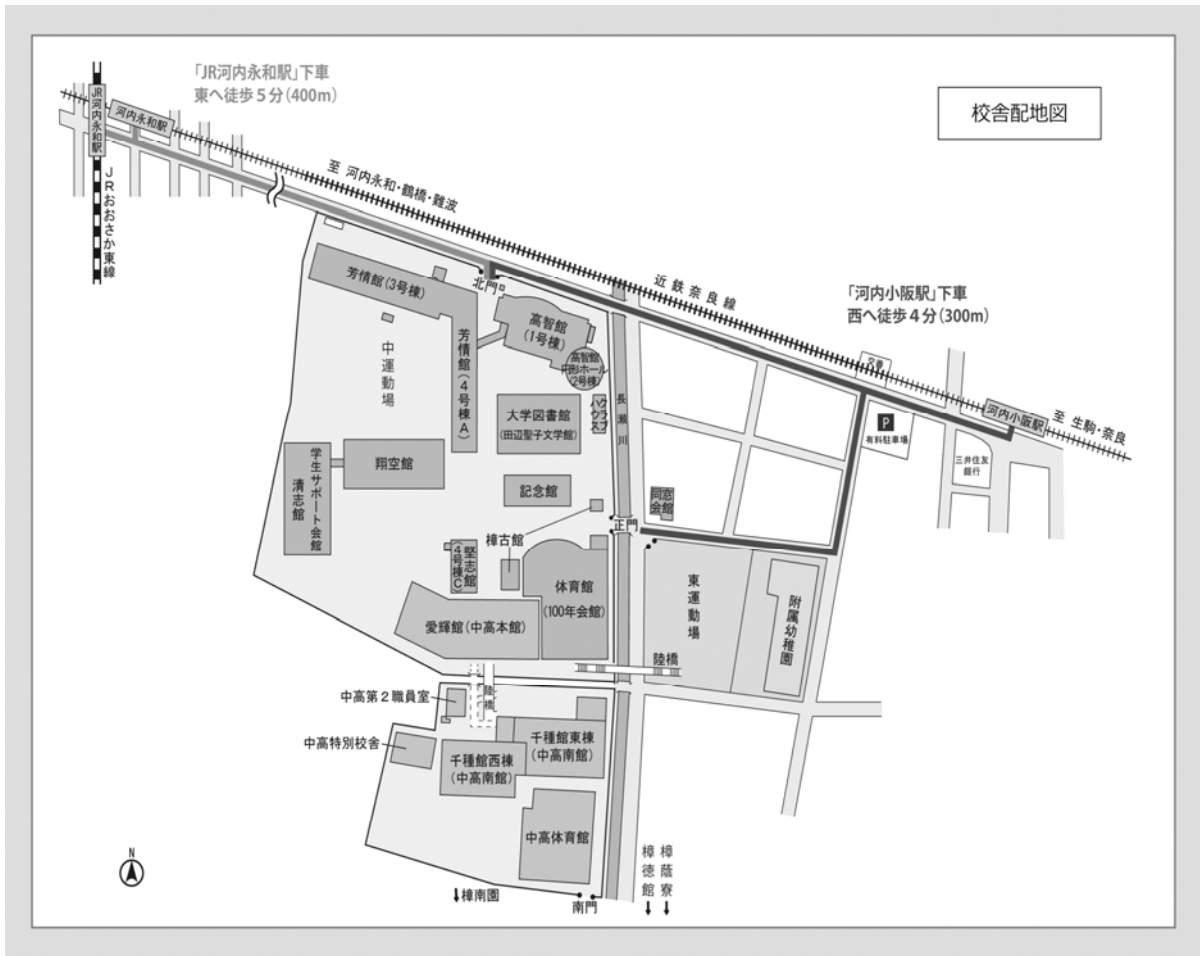 校舎配地図
「JR河内永和駅」下車
東へ徒歩5分(400m)
JR河内永和駅
河内永和駅
JRおおさか東線
至 河内永和・鶴橋・難波
近鉄奈良線
「河内小阪駅」下車
西へ徒歩4分(300m)
交番
河内小阪駅
至 生駒・奈良
P
有料駐車場
三井住友
銀行
北門
芳情館(3号棟)
芳情館(4号棟A)
高智館
(1号棟)
高智館
円形ホール
(2号棟)
中運動場
大学図書館
(田辺聖子文学館)
クラブ
ハウス
長瀬川
翔空館
学生サポート会館
清志館
記念館
同窓
会館
正門
樟古館
堅志館
(4号棟C)
体育館
(100年会館)
愛輝館(中高本館)
東運動場
附属幼稚園
陸橋
陸橋
中高第2職員室
中高特別校舎
千種館東棟
(中高南館)
千種館西棟
(中高南館)
中高体育館
樟徳館
樟蔭寮
樟南園
南門
N